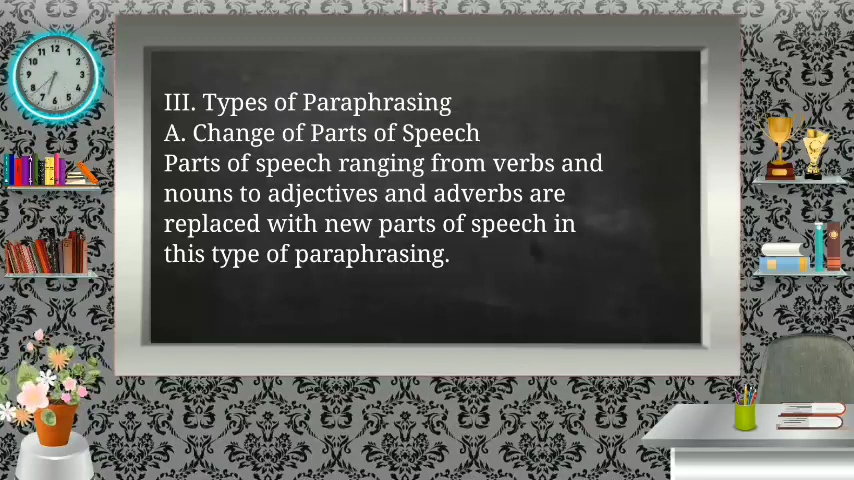 III. Types of Paraphrasing
A. Change of Parts of Speech
Parts of speech ranging from verbs and
nouns to adjectives and adverbs are
replaced with new parts of speech in
this type of paraphrasing.